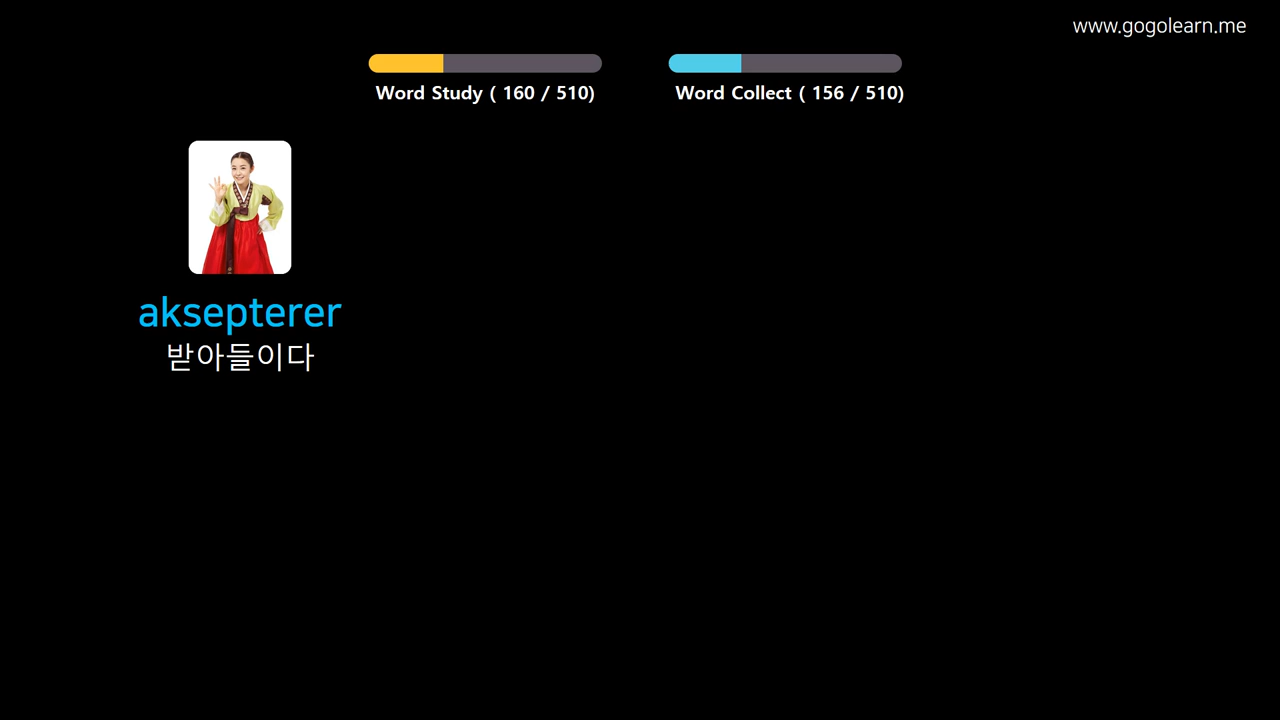 www.gogolearn.me
Word Study ( 160 / 510)
Word Collect ( 156 / 510)
aksepterer
받아들이다